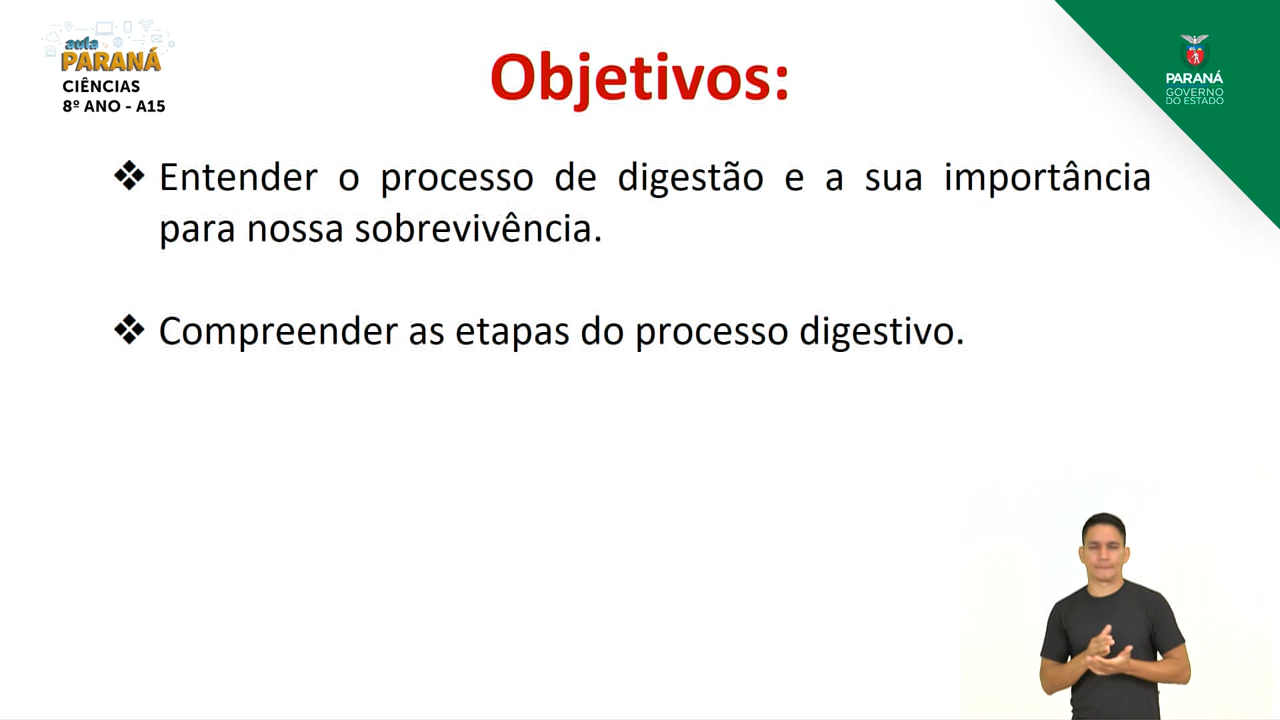 aula
PARANÁ
CIÊNCIAS
8º ANO - A15
Objetivos:
PARANÁ
GOVERNO
DO ESTADO
❖ Entender o processo de digestão e a sua importância
para nossa sobrevivência.
❖ Compreender as etapas do processo digestivo.